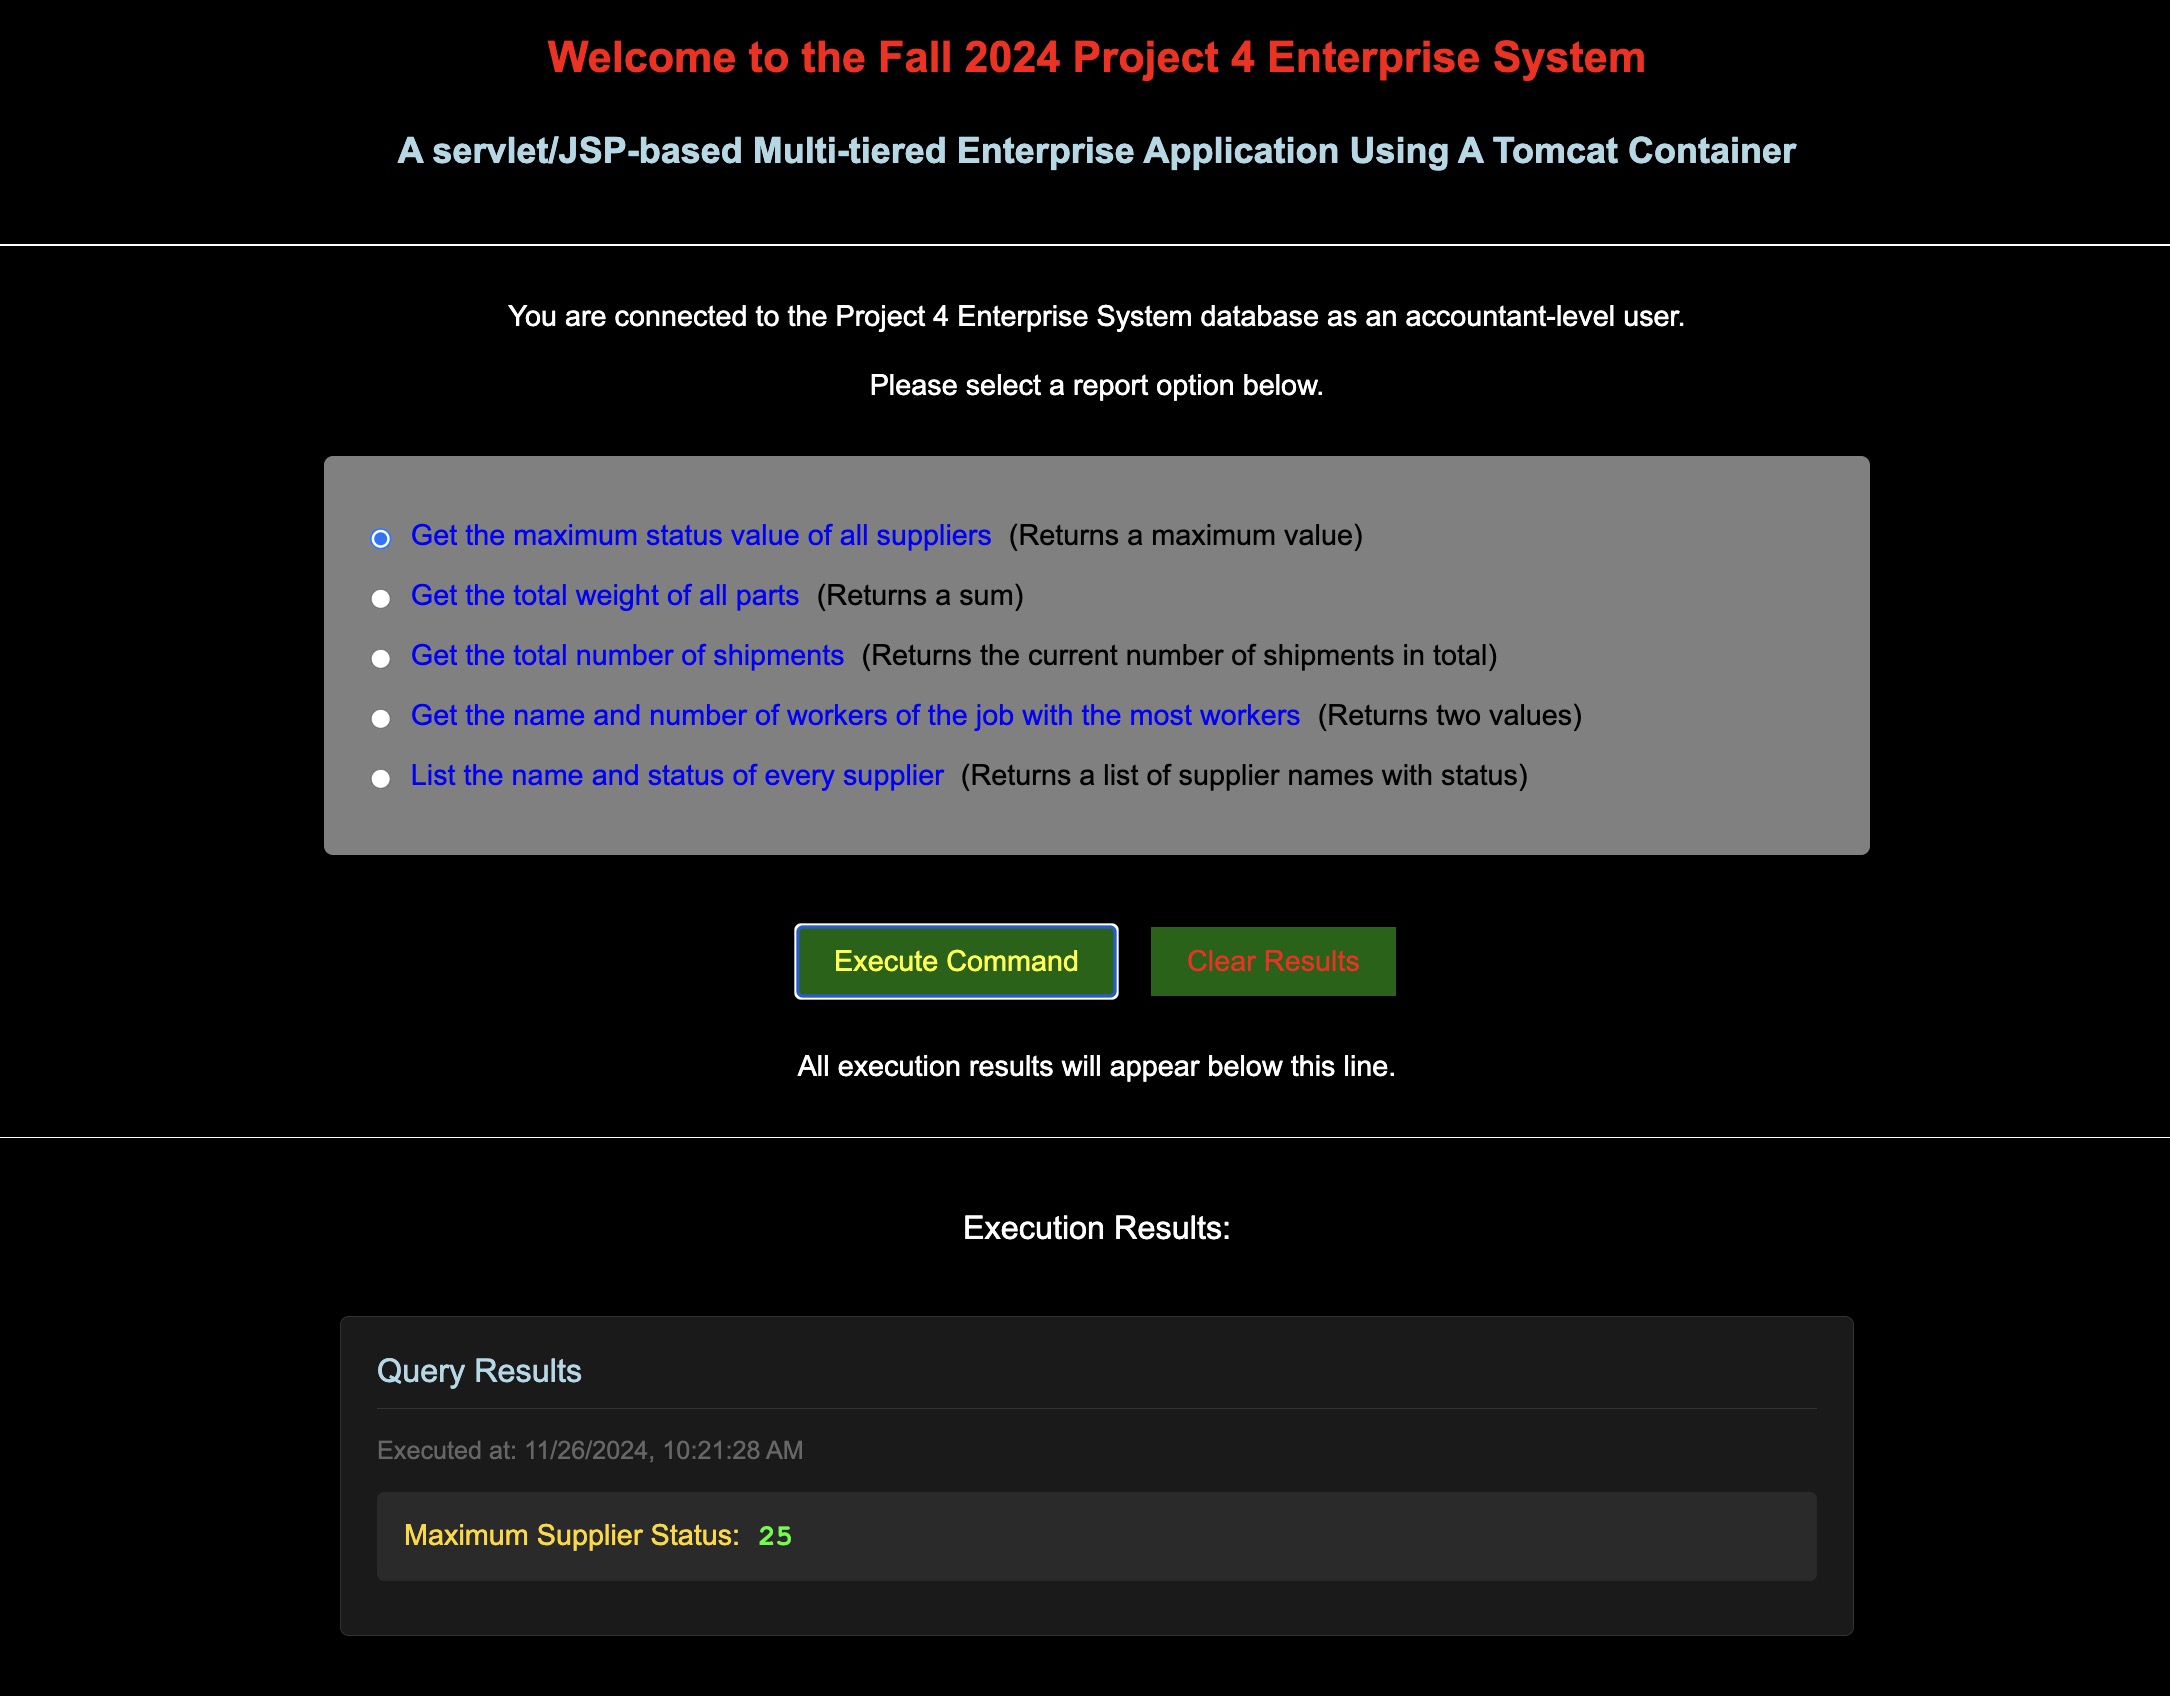 Welcome to the Fall 2024 Project 4 Enterprise System
A servlet/JSP-based Multi-tiered Enterprise Application Using A Tomcat Container
You are connected to the Project 4 Enterprise System database as an accountant-level user.
Please select a report option below.
Get the maximum status value of all suppliers (Returns a maximum value)
Get the total weight of all parts (Returns a sum)
Get the total number of shipments (Returns the current number of shipments in total)
Get the name and number of workers of the job with the most workers (Returns two values)
List the name and status of every supplier (Returns a list of supplier names with status)
Execute Command Clear Results
All execution results will appear below this line.
Execution Results:
Query Results
Executed at: 11/26/2024, 10:21:28 AM
Maximum Supplier Status: 25